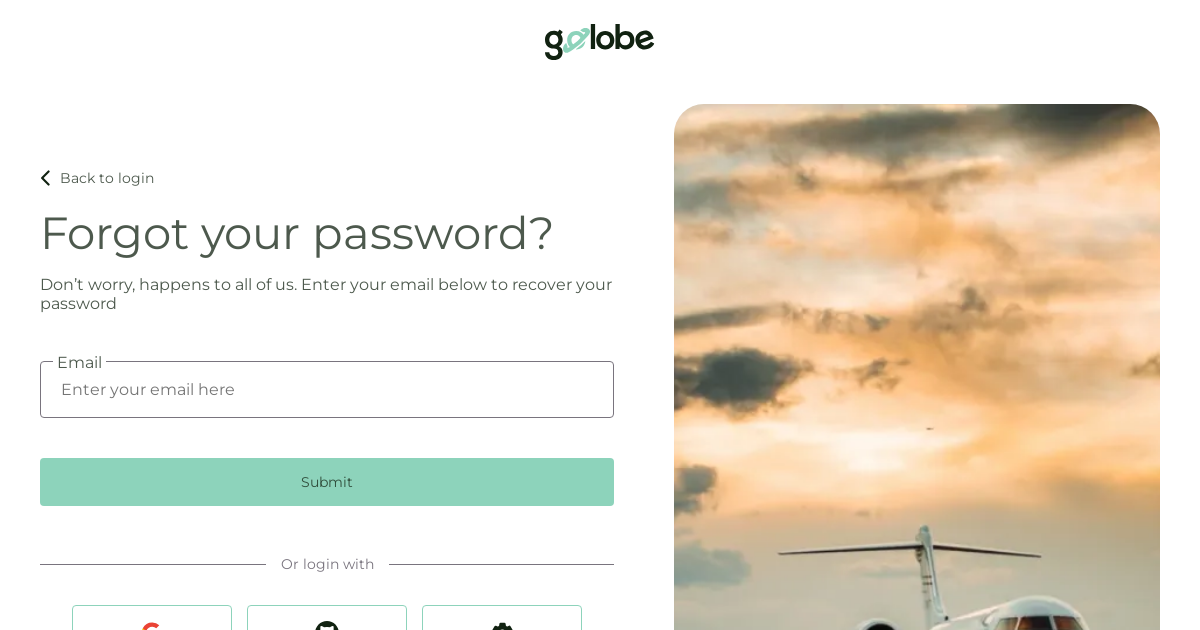 golobe
Back to login
Forgot your password?
Don’t worry, happens to all of us. Enter your email below to recover your
password
Email
Enter your email here
Submit
Or login with